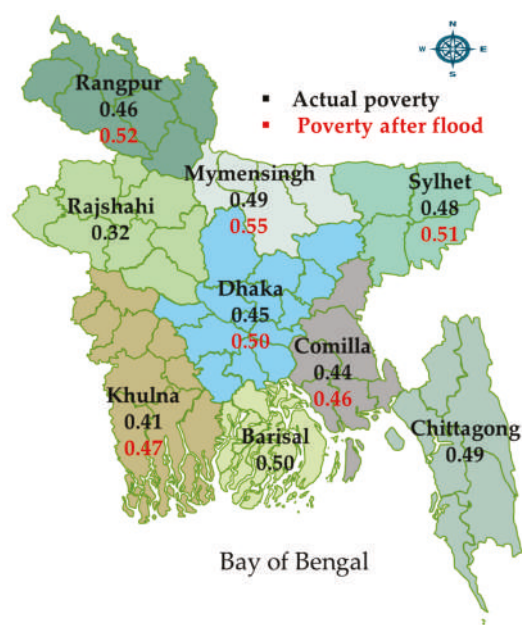 N
W E
S
Rangpur
0.46
0.52
▪ Actual poverty
▪ Poverty after flood
Mymensingh
0.49
0.55
Sylhet
0.48
0.51
Rajshahi
0.32
Dhaka
0.45
0.50
Comilla
0.44
0.46
Khulna
0.41
0.47
Barisal
0.50
Chittagong
0.49
Bay of Bengal